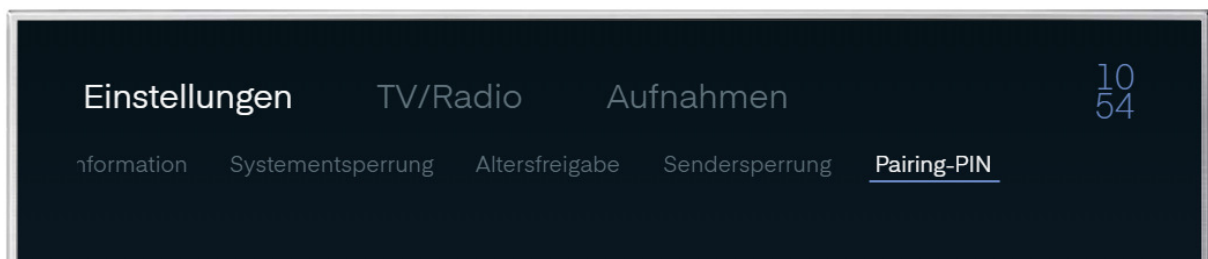 Einstellungen TV/Radio Aufnahmen
10
54
nformation Systementsperrung Altersfreigabe Sendersperrung Pairing-PIN